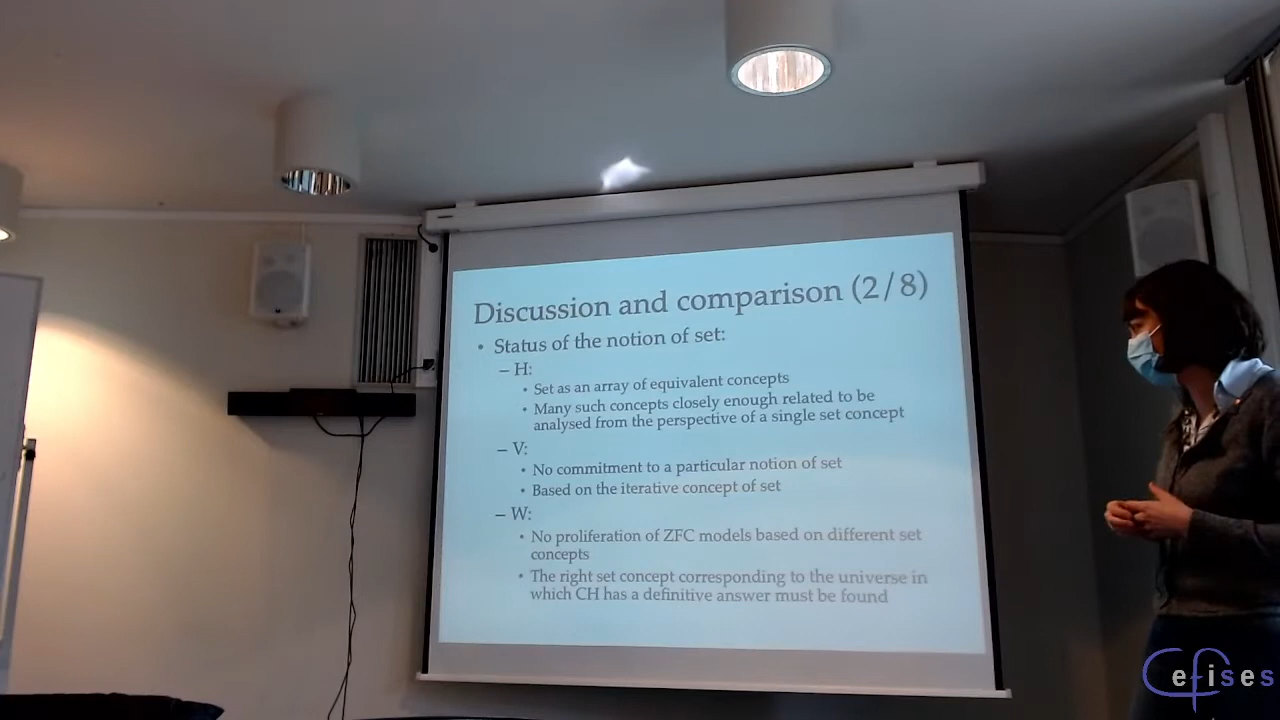 Discussion and comparison (2/8)
• Status of the notion of set:
– H:
• Set as an array of equivalent concepts
• Many such concepts closely enough related to be
analysed from the perspective of a single set concept
– V:
• No commitment to a particular notion of set
• Based on the iterative concept of set
– W:
• No proliferation of ZFC models based on different set
concepts
• The right set concept corresponding to the universe in
which CH has a definitive answer must be found
Cefises